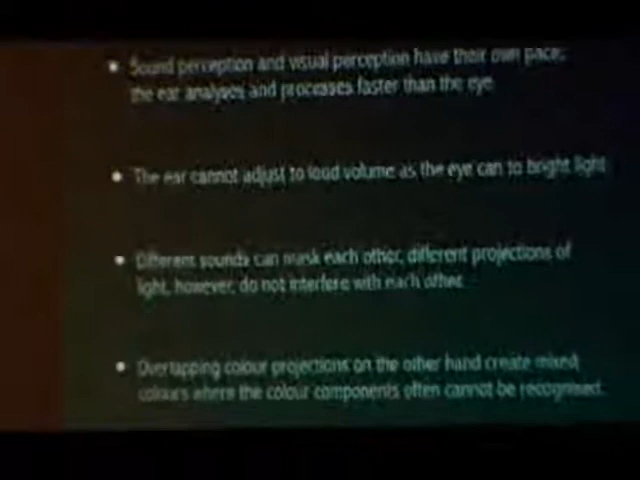 • Sound perception and visual perception have their own pace;
the ear analyses and processes faster than the eye
• The ear cannot adjust to loud volume as the eye can to bright light
• Different sounds can mask each other, different projections of
light, however, do not interfere with each other
• Overlapping colour projections on the other hand create mixed
colours where the colour components often cannot be recognised.